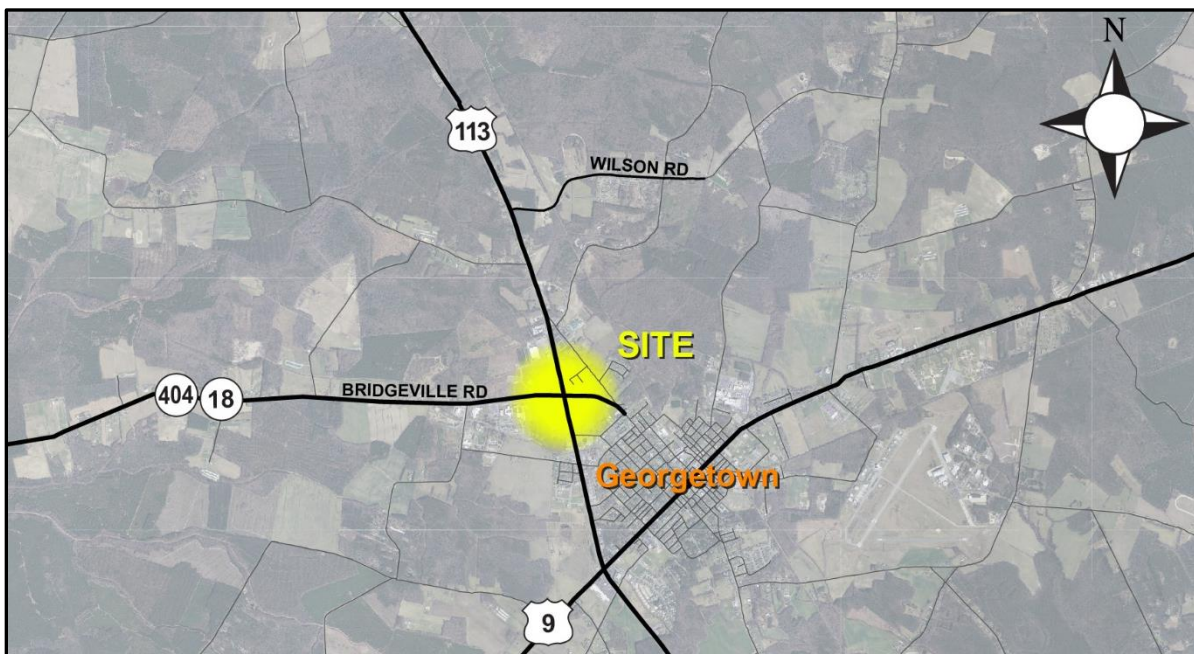 N
113
WILSON RD
SITE
BRIDGEVILLE RD
404
18
Georgetown
9